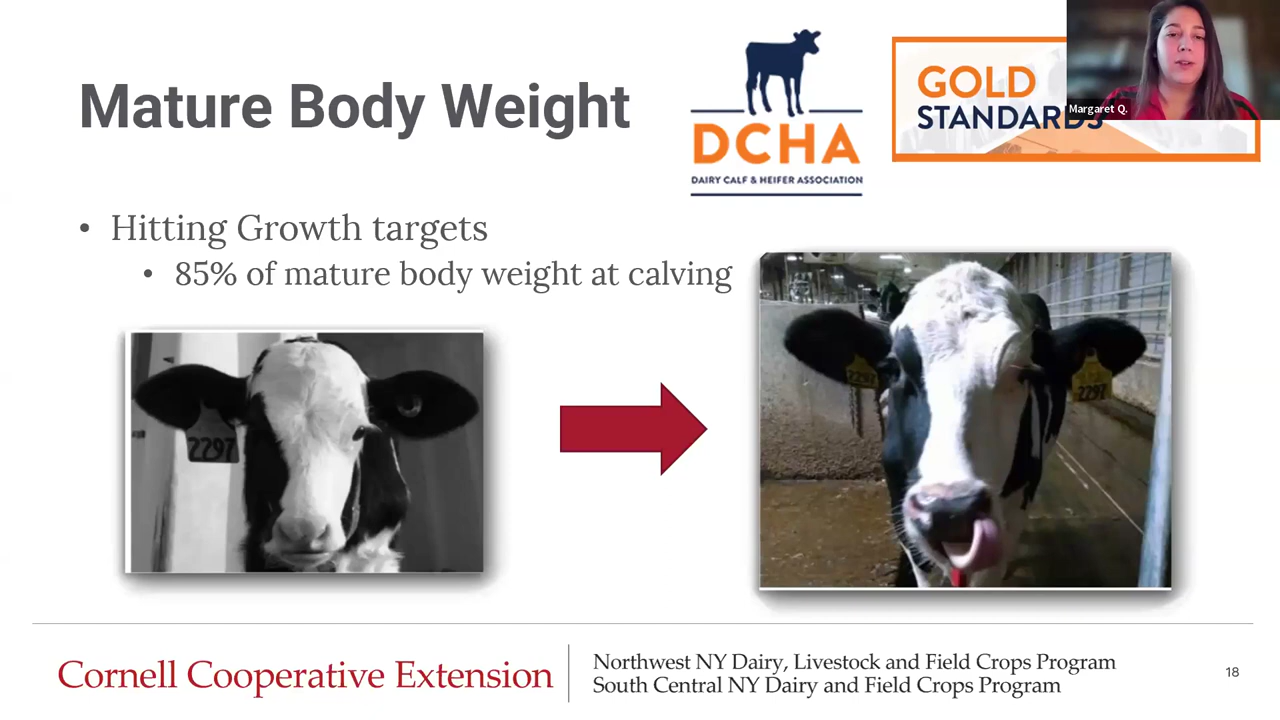 Mature Body Weight
DCHA
DAIRY CALF & HEIFER ASSOCIATION
GOLD
STANDARDS
Margaret Q.
• Hitting Growth targets
• 85% of mature body weight at calving
2297
2297
2297
Cornell Cooperative Extension
Northwest NY Dairy, Livestock and Field Crops Program
South Central NY Dairy and Field Crops Program
18